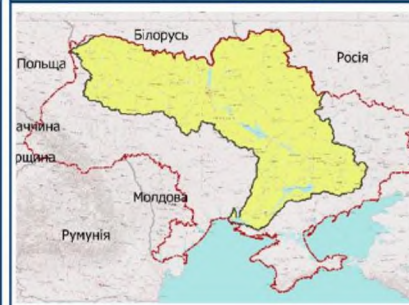 Білорусь
Польща
Росія
аччина
рщина
Молдова
Румунія